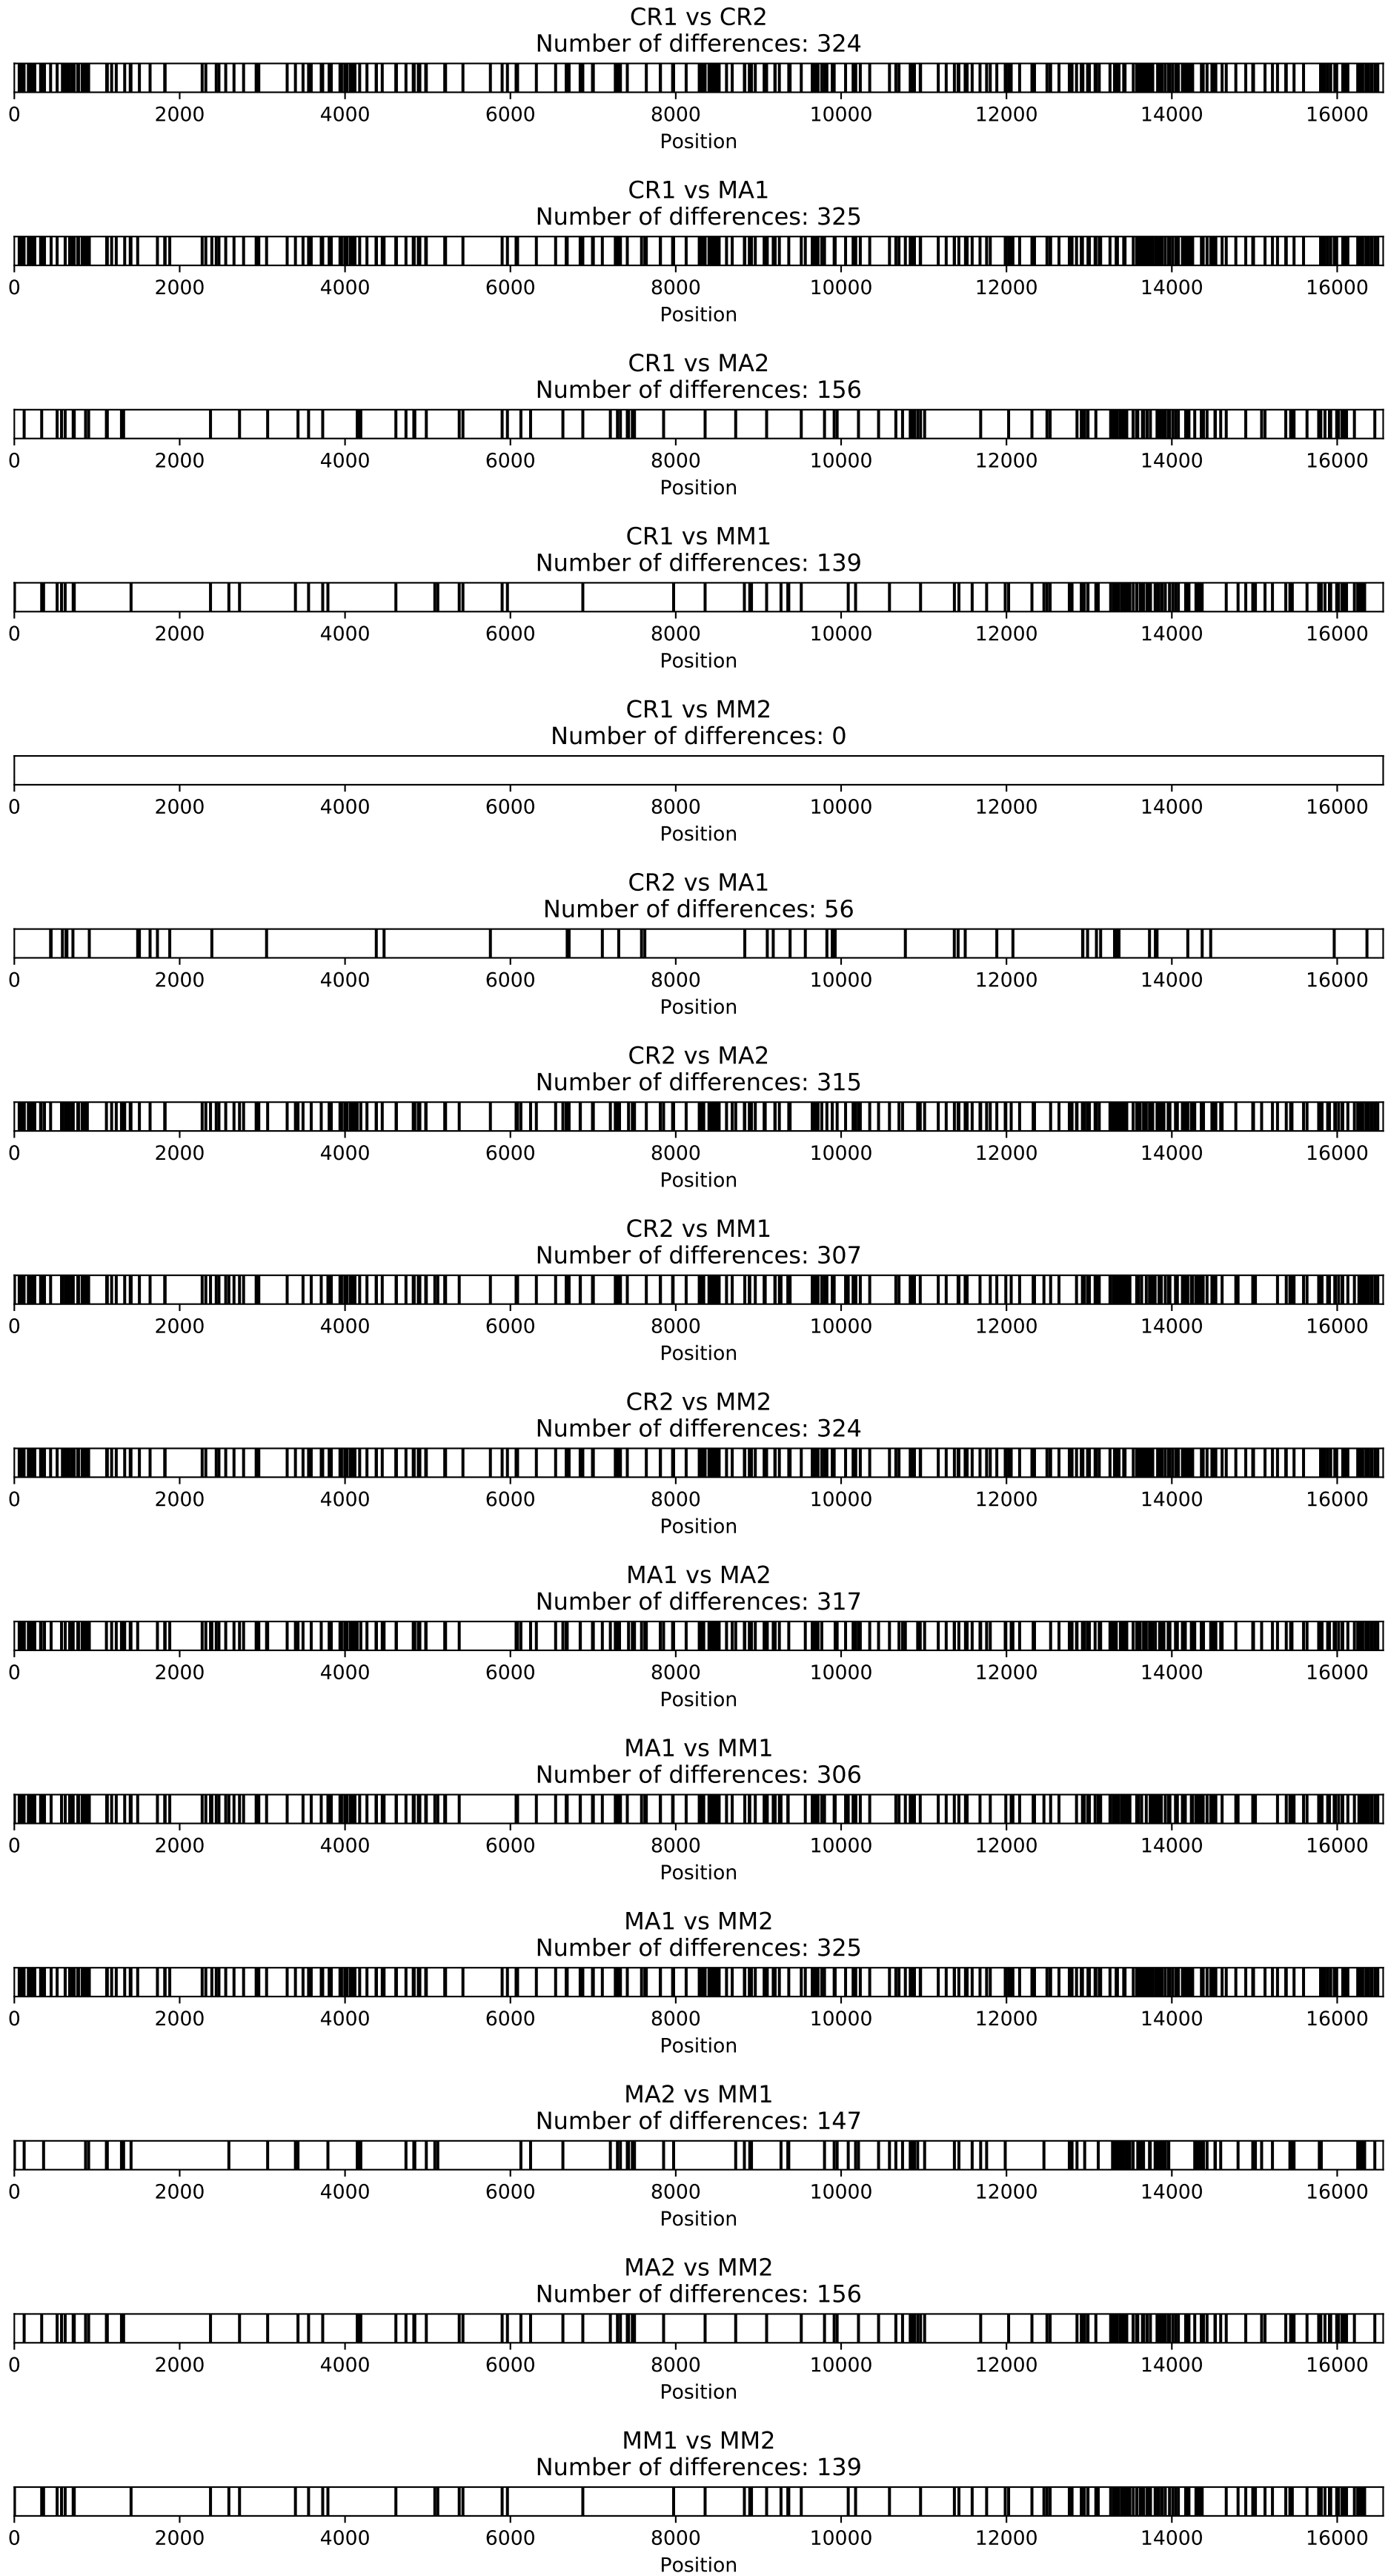 CR1 vs CR2
Number of differences: 324
0 2000 4000 6000 8000 10000 12000 14000 16000
Position
CR1 vs MA1
Number of differences: 325
0 2000 4000 6000 8000 10000 12000 14000 16000
Position
CR1 vs MA2
Number of differences: 156
0 2000 4000 6000 8000 10000 12000 14000 16000
Position
CR1 vs MM1
Number of differences: 139
0 2000 4000 6000 8000 10000 12000 14000 16000
Position
CR1 vs MM2
Number of differences: 0
0 2000 4000 6000 8000 10000 12000 14000 16000
Position
CR2 vs MA1
Number of differences: 56
0 2000 4000 6000 8000 10000 12000 14000 16000
Position
CR2 vs MA2
Number of differences: 315
0 2000 4000 6000 8000 10000 12000 14000 16000
Position
CR2 vs MM1
Number of differences: 307
0 2000 4000 6000 8000 10000 12000 14000 16000
Position
CR2 vs MM2
Number of differences: 324
0 2000 4000 6000 8000 10000 12000 14000 16000
Position
MA1 vs MA2
Number of differences: 317
0 2000 4000 6000 8000 10000 12000 14000 16000
Position
MA1 vs MM1
Number of differences: 306
0 2000 4000 6000 8000 10000 12000 14000 16000
Position
MA1 vs MM2
Number of differences: 325
0 2000 4000 6000 8000 10000 12000 14000 16000
Position
MA2 vs MM1
Number of differences: 147
0 2000 4000 6000 8000 10000 12000 14000 16000
Position
MA2 vs MM2
Number of differences: 156
0 2000 4000 6000 8000 10000 12000 14000 16000
Position
MM1 vs MM2
Number of differences: 139
0 2000 4000 6000 8000 10000 12000 14000 16000
Position